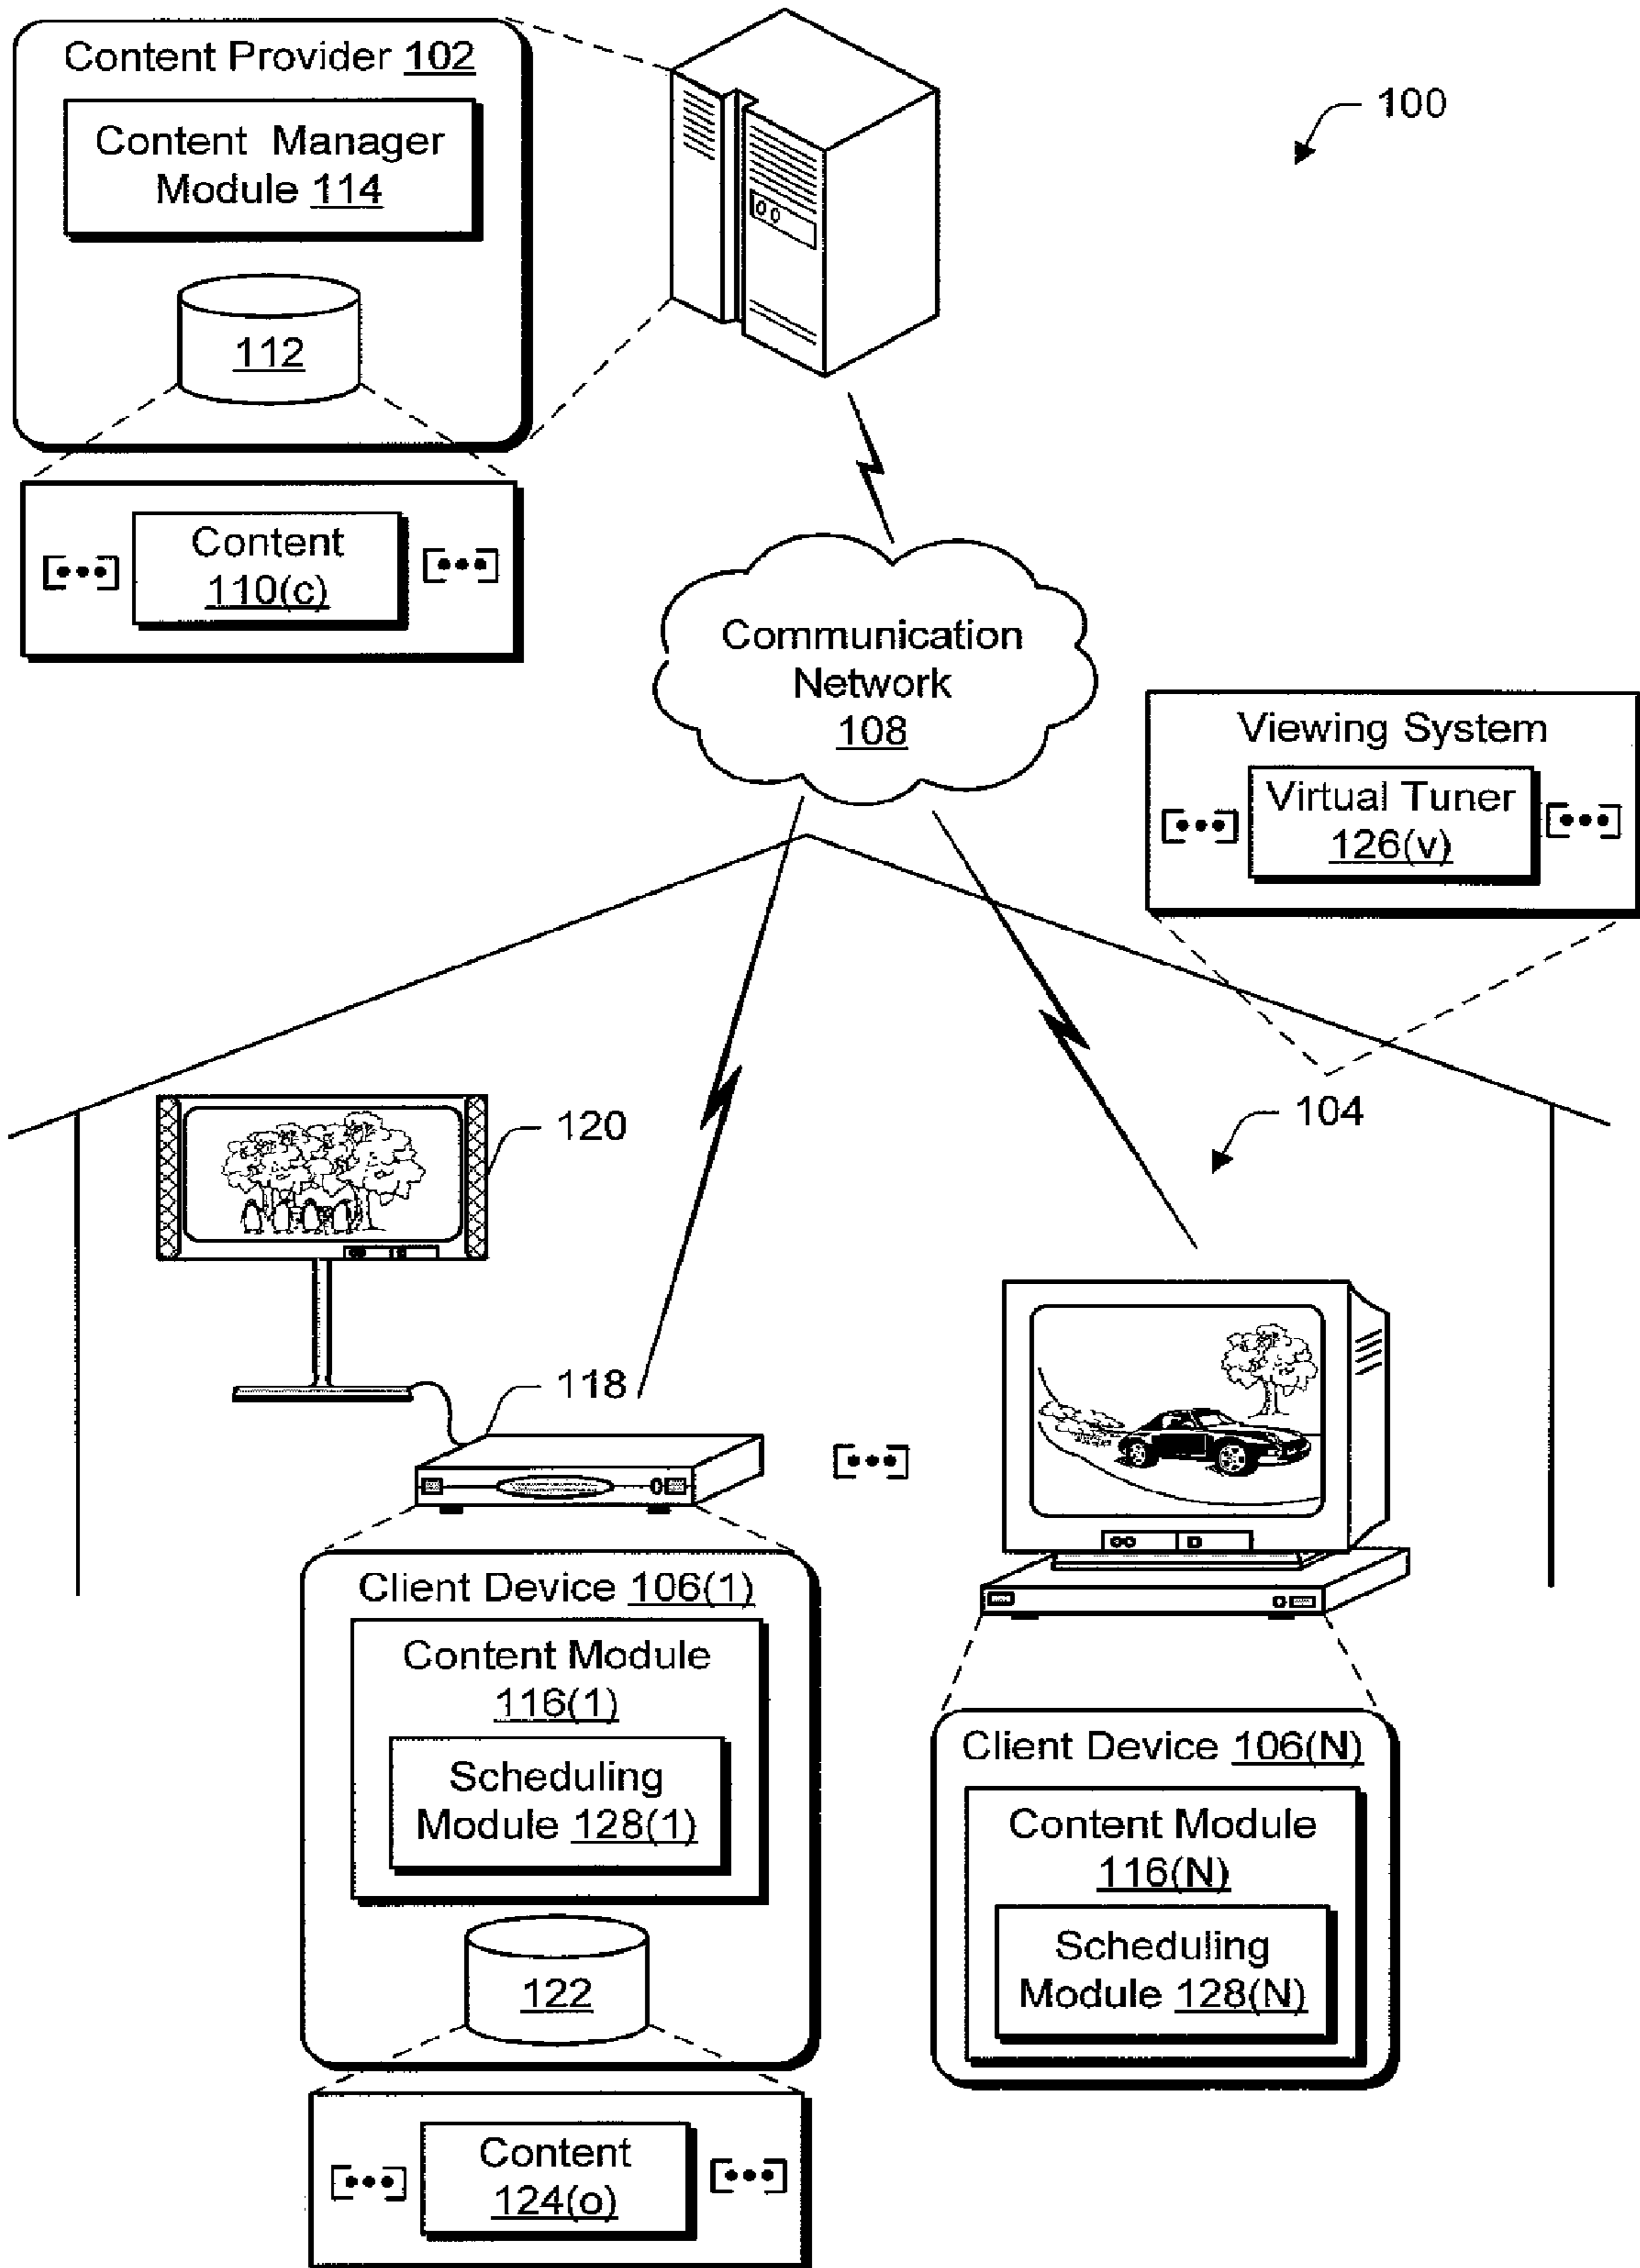 Content Provider 102
Content Manager
Module 114
112
[•••]
Content
110(c)
[•••]
100
Communication
Network
108
Viewing System
[•••]
Virtual Tuner
126(v)
[•••]
120
104
118
[•••]
Client Device 106(1)
Content Module
116(1)
Scheduling
Module 128(1)
122
[•••]
Content
124(o)
[•••]
Client Device 106(N)
Content Module
116(N)
Scheduling
Module 128(N)